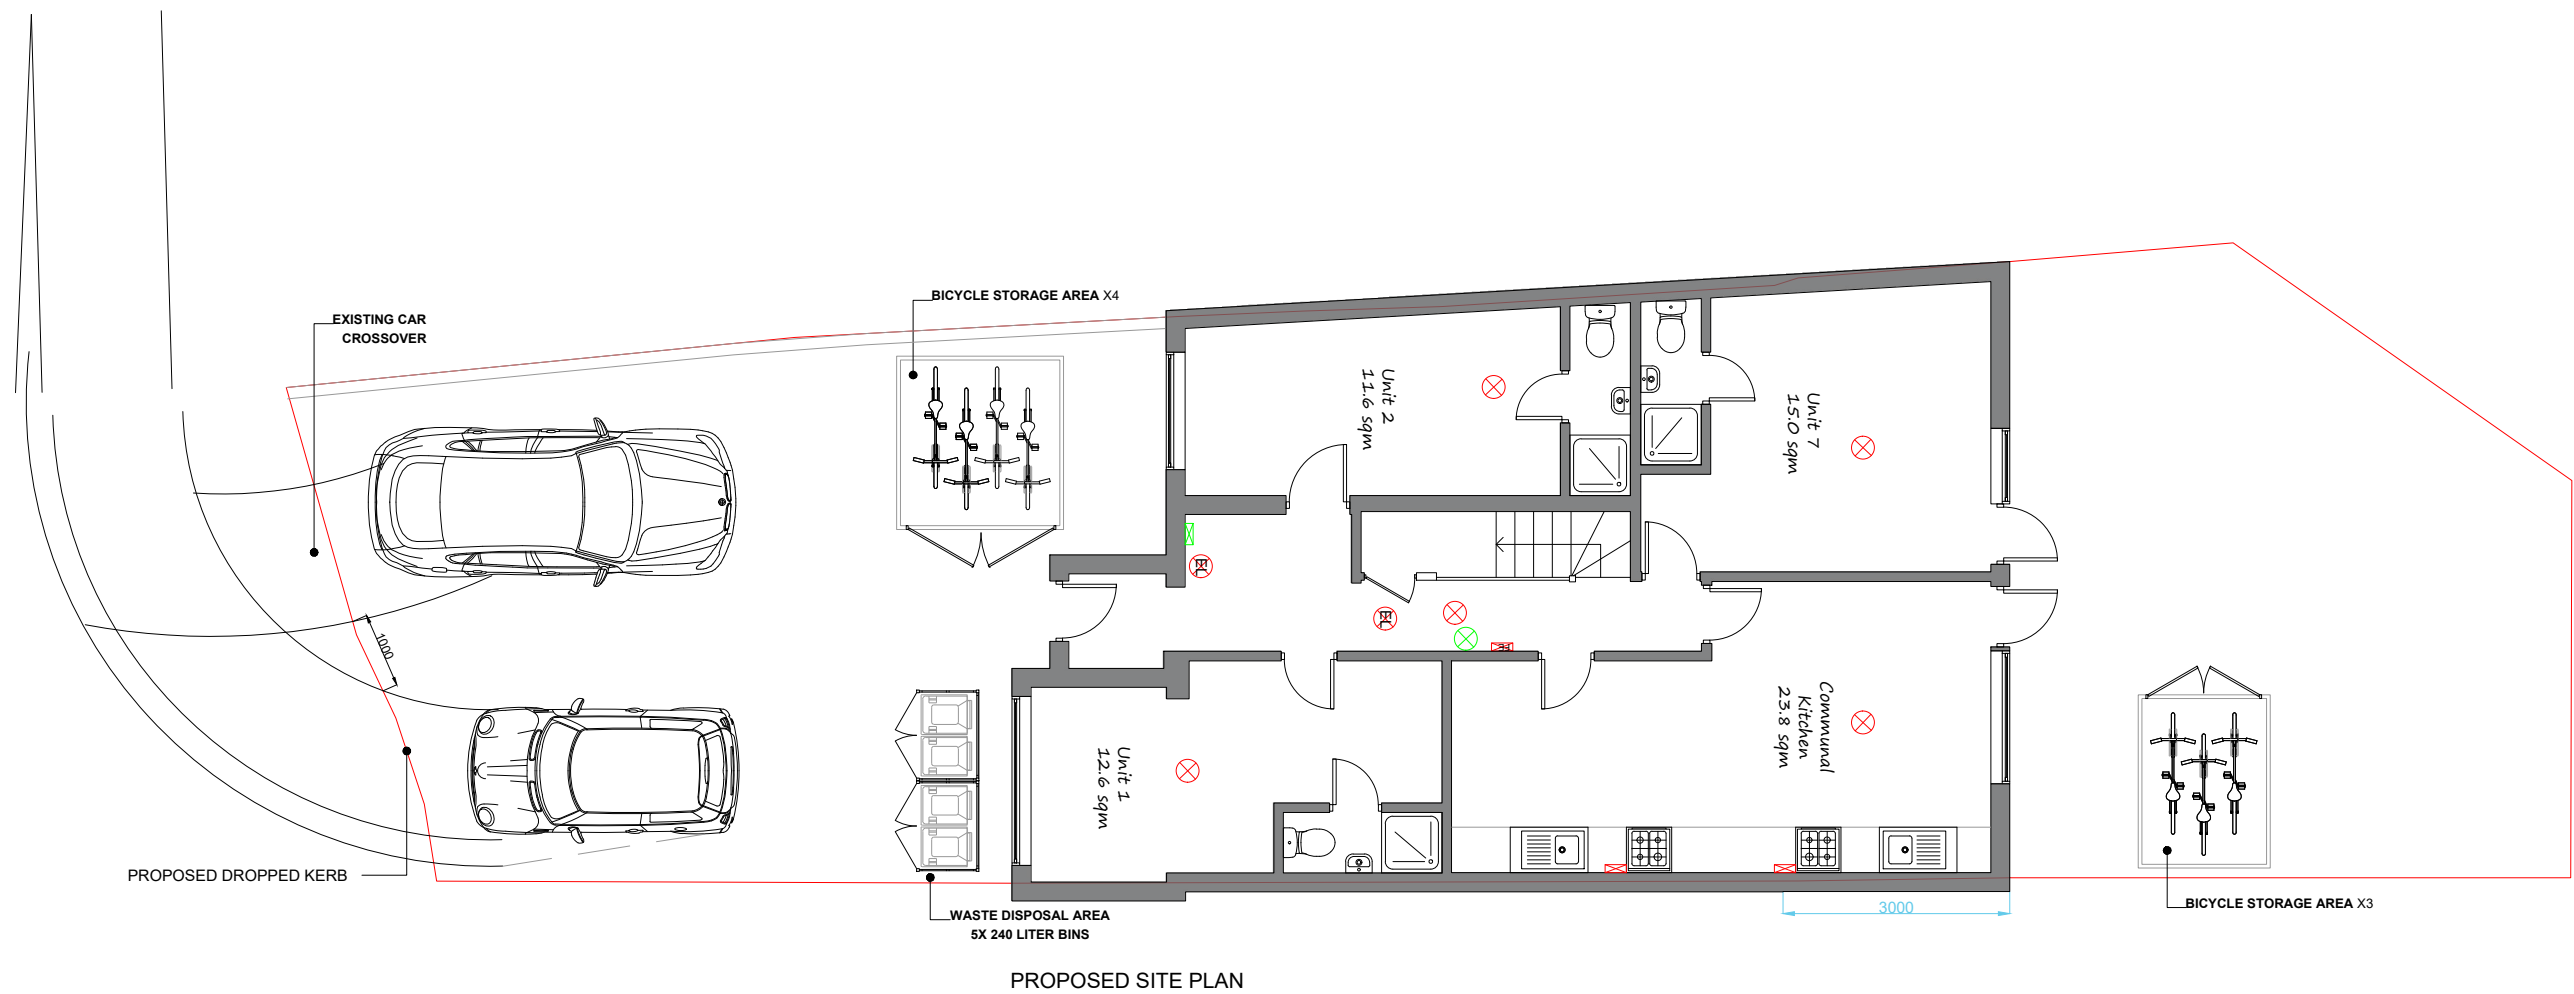 BICYCLE STORAGE AREA X4
EXISTING CAR
CROSSOVER
Unit 2
11.6 sqm
Unit 7
15.0 sqm
EL
EL
1000
Communal
Kitchen
23.8 sqm
Unit 1
12.6 sqm
PROPOSED DROPPED KERB
WASTE DISPOSAL AREA
5X 240 LITER BINS
3000
BICYCLE STORAGE AREA X3
PROPOSED SITE PLAN